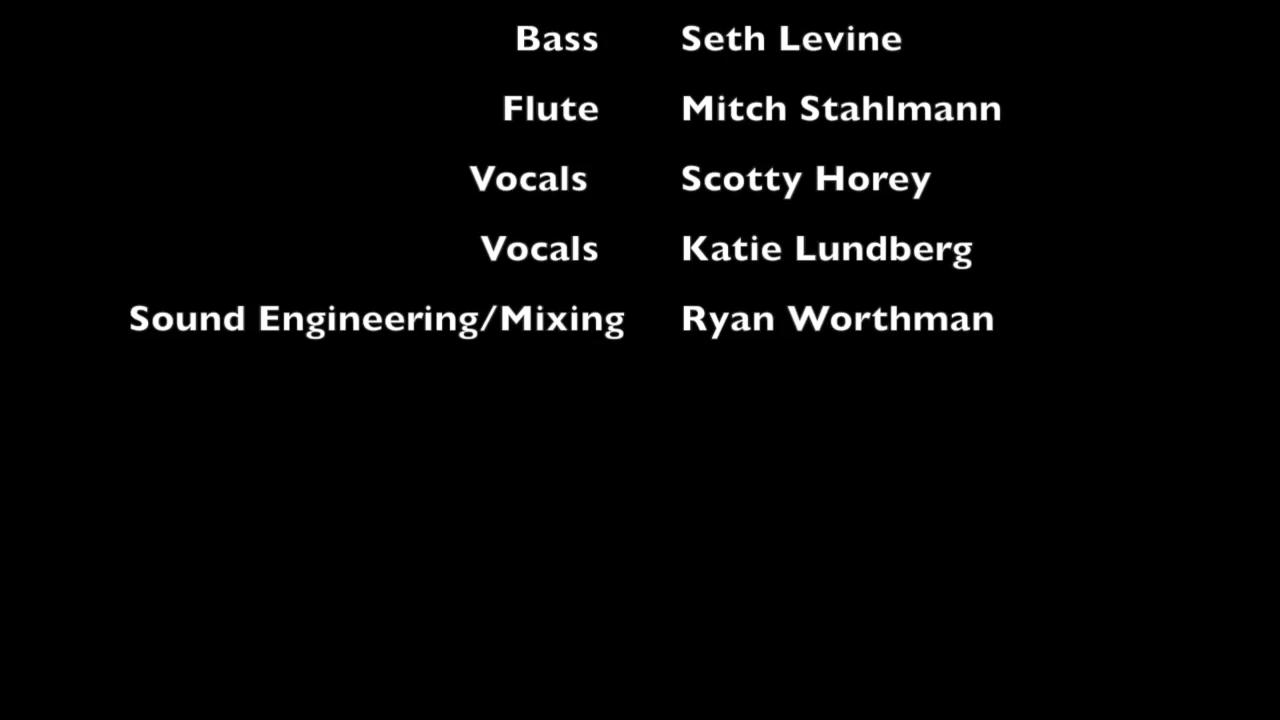 Bass Seth Levine
Flute Mitch Stahlmann
Vocals Scotty Horey
Vocals Katie Lundberg
Sound Engineering/Mixing Ryan Worthman